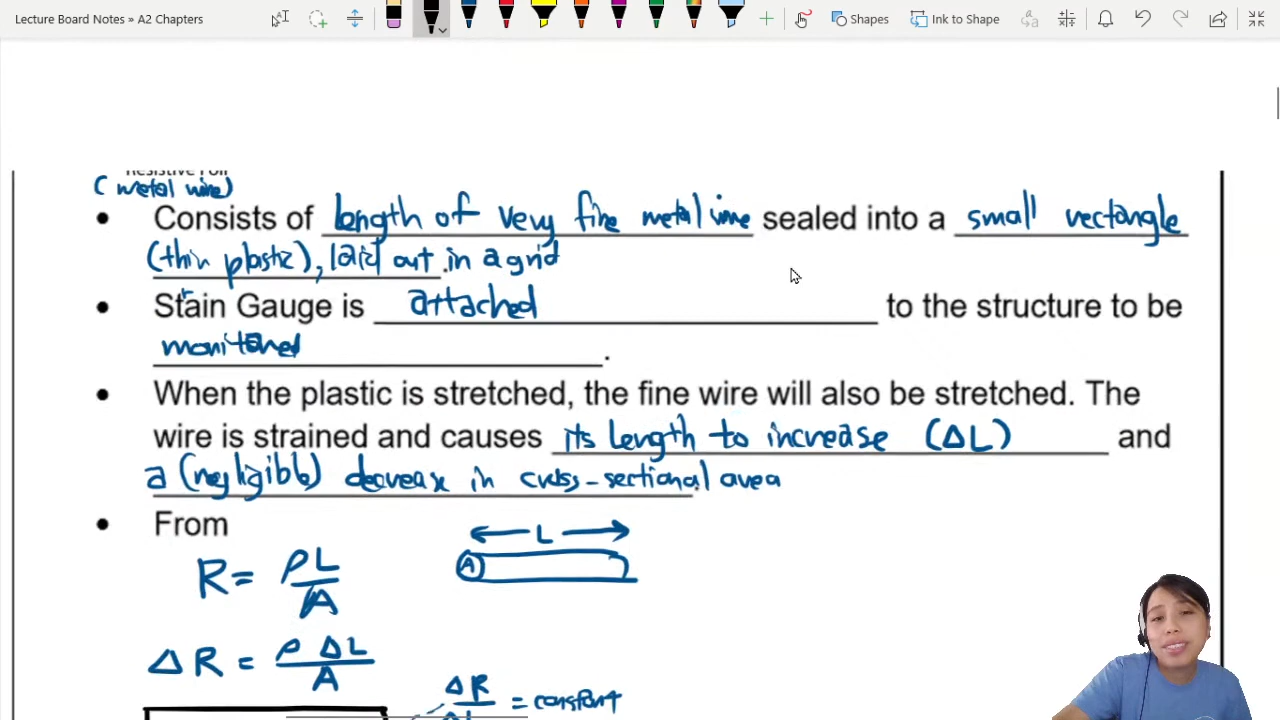 Lecture Board Notes » A2 Chapters
Shapes
Ink to Shape
(metal wire)
• Consists of length of very fine metal wire sealed into a small rectangle
(thin plastic), laid out in a grid
• Strain Gauge is attached to the structure to be
monitored.
• When the plastic is stretched, the fine wire will also be stretched. The
wire is strained and causes its length to increase (ΔL) and
a (negligible) decrease in cross-sectional area.
• From
L
A
R = ρL/A
ΔR = ρ ΔL/A
ΔR/ΔL = constant